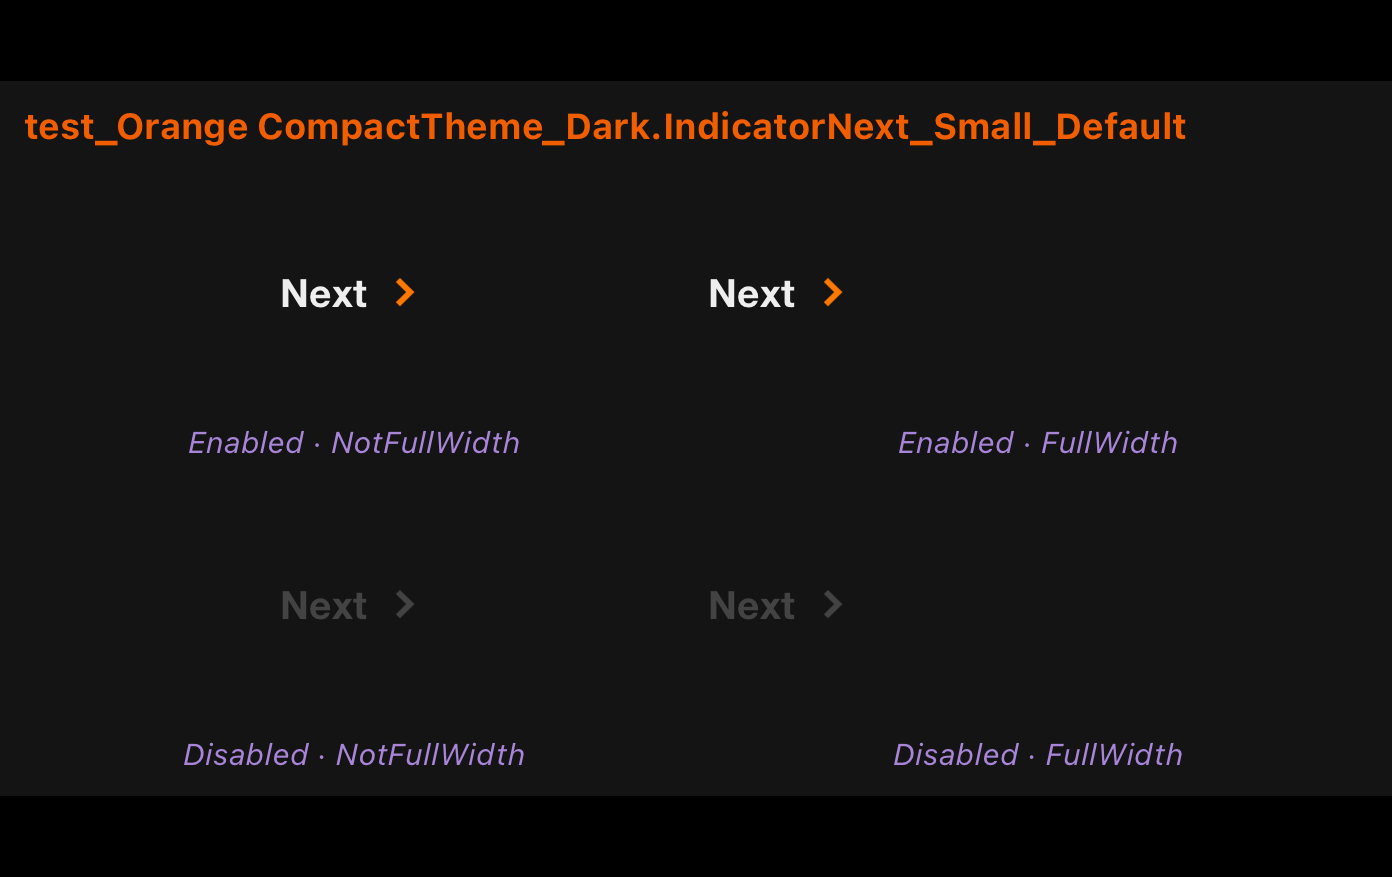 test_Orange CompactTheme_Dark.IndicatorNext_Small_Default
Next Next
Enabled · NotFullWidth Enabled · FullWidth
Next Next
Disabled · NotFullWidth Disabled · FullWidth